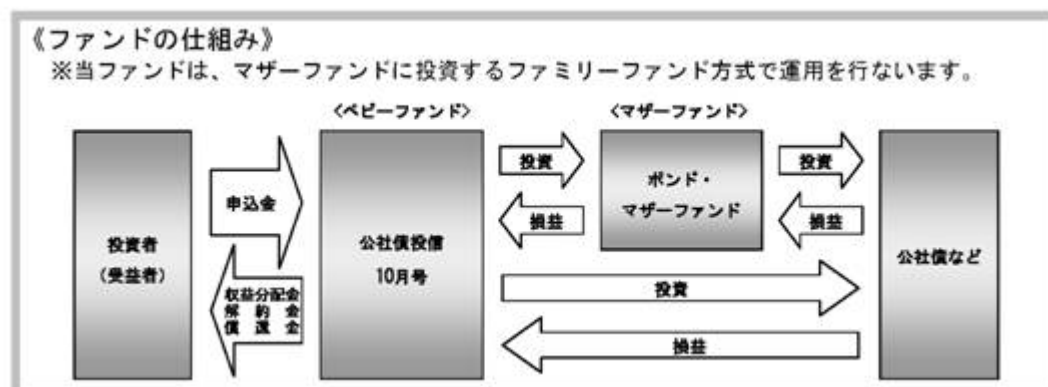 《ファンドの仕組み》
※当ファンドは、マザーファンドに投資するファミリーファンド方式で運用を行ないます。
〈ベビーファンド〉
〈マザーファンド〉
投資者
(受益者)
申込金
収益分配金
解約金
償還金
公社債投信
10月号
投資
損益
ボンド・
マザーファンド
投資
損益
投資
損益
公社債など